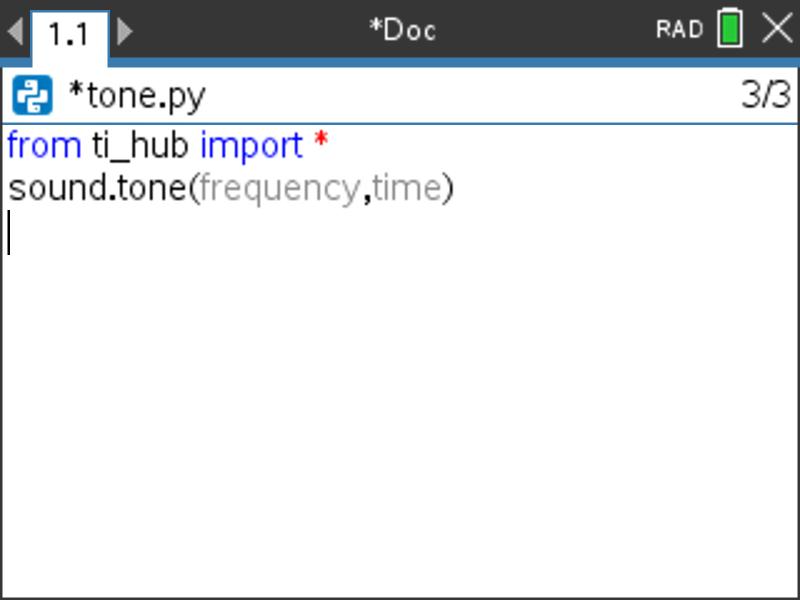 1.1
*Doc
RAD
*tone.py
3/3
from ti_hub import *
sound.tone(frequency,time)